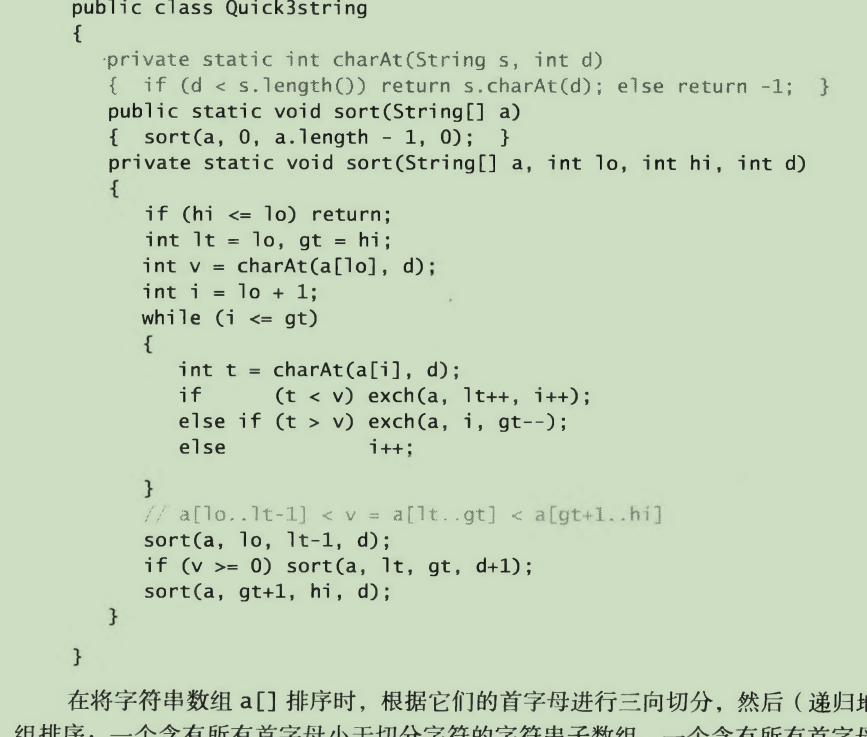 public class Quick3string
{
private static int charAt(String s, int d)
{ if (d < s.length()) return s.charAt(d); else return -1; }
public static void sort(String[] a)
{ sort(a, 0, a.length - 1, 0); }
private static void sort(String[] a, int lo, int hi, int d)
{
if (hi <= lo) return;
int lt = lo, gt = hi;
int v = charAt(a[lo], d);
int i = lo + 1;
while (i <= gt)
{
int t = charAt(a[i], d);
if (t < v) exch(a, lt++, i++);
else if (t > v) exch(a, i, gt--);
else i++;
}
// a[lo..lt-1] < v = a[lt..gt] < a[gt+1..hi]
sort(a, lo, lt-1, d);
if (v >= 0) sort(a, lt, gt, d+1);
sort(a, gt+1, hi, d);
}
}
在将字符串数组 a[] 排序时，根据它们的首字母进行三向切分，然后（递归地
组排序：一个含有所有首字母小于切分字符的字符串子数组，一个含有所有首字母